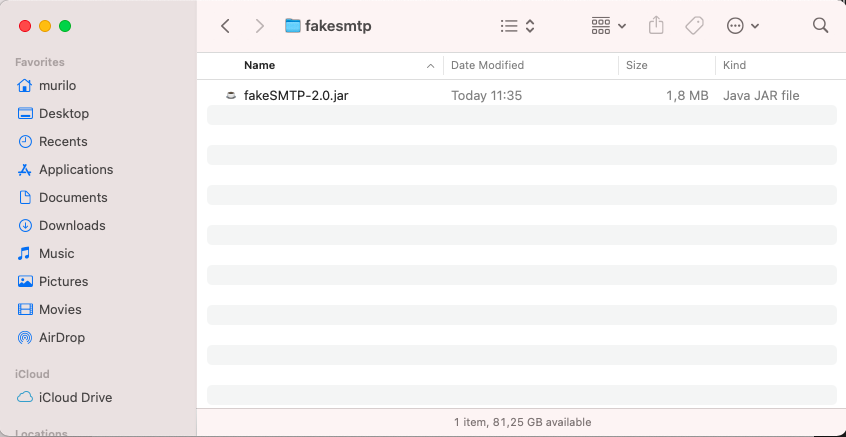 fakesmtp
Favorites
murilo
Desktop
Recents
Applications
Documents
Downloads
Music
Pictures
Movies
AirDrop
iCloud
iCloud Drive
Locations
Name Date Modified Size Kind
fakeSMTP-2.0.jar Today 11:35 1,8 MB Java JAR file
1 item, 81,25 GB available